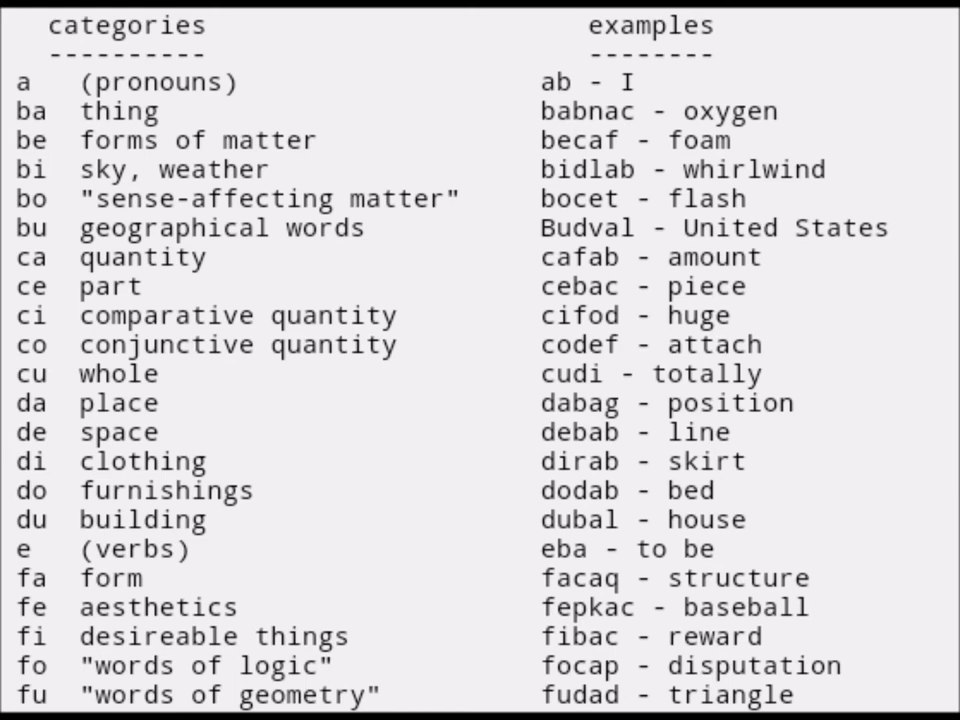 categories examples
---------- --------
a (pronouns) ab - I
ba thing babnac - oxygen
be forms of matter becaf - foam
bi sky, weather bidlab - whirlwind
bo "sense-affecting matter" bocet - flash
bu geographical words Budval - United States
ca quantity cafab - amount
ce part cebac - piece
ci comparative quantity cifod - huge
co conjunctive quantity codef - attach
cu whole cudi - totally
da place dabag - position
de space debab - line
di clothing dirab - skirt
do furnishings dodab - bed
du building dubal - house
e (verbs) eba - to be
fa form facaq - structure
fe aesthetics fepkac - baseball
fi desireable things fibac - reward
fo "words of logic" focap - disputation
fu "words of geometry" fudad - triangle